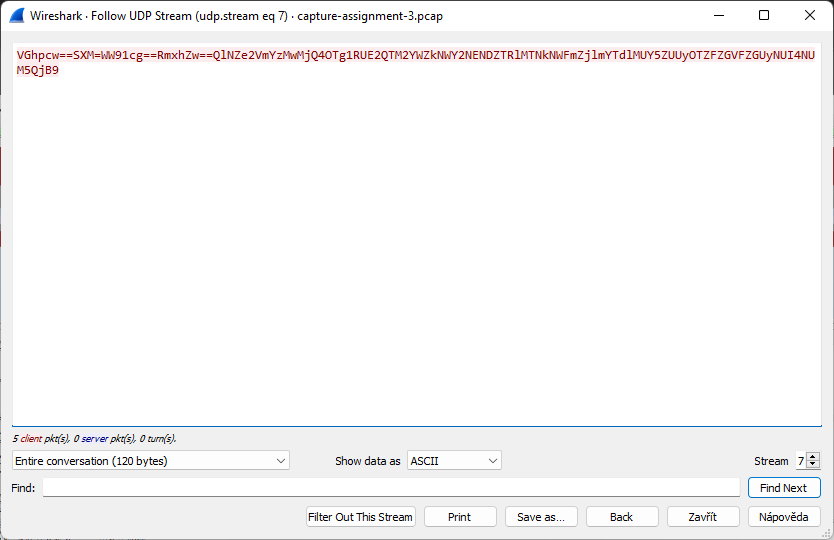 Wireshark · Follow UDP Stream (udp.stream eq 7) · capture-assignment-3.pcap
VGhpcw==SXM=WW91cg==RmxhZw==QlNZe2VmYzMwMjQ4OTg1RUE2QTM2YWZkNWY2NENDZTRlMTNkNWFmZjlmYTdlMUY5ZUUyOTZFZGVFZGUyNUI4NU
M5QjB9
5 client pkt(s), 0 server pkt(s), 0 turn(s).
Entire conversation (120 bytes) Show data as ASCII Stream 7
Find: Find Next
Filter Out This Stream Print Save as... Back Zavřít Nápověda